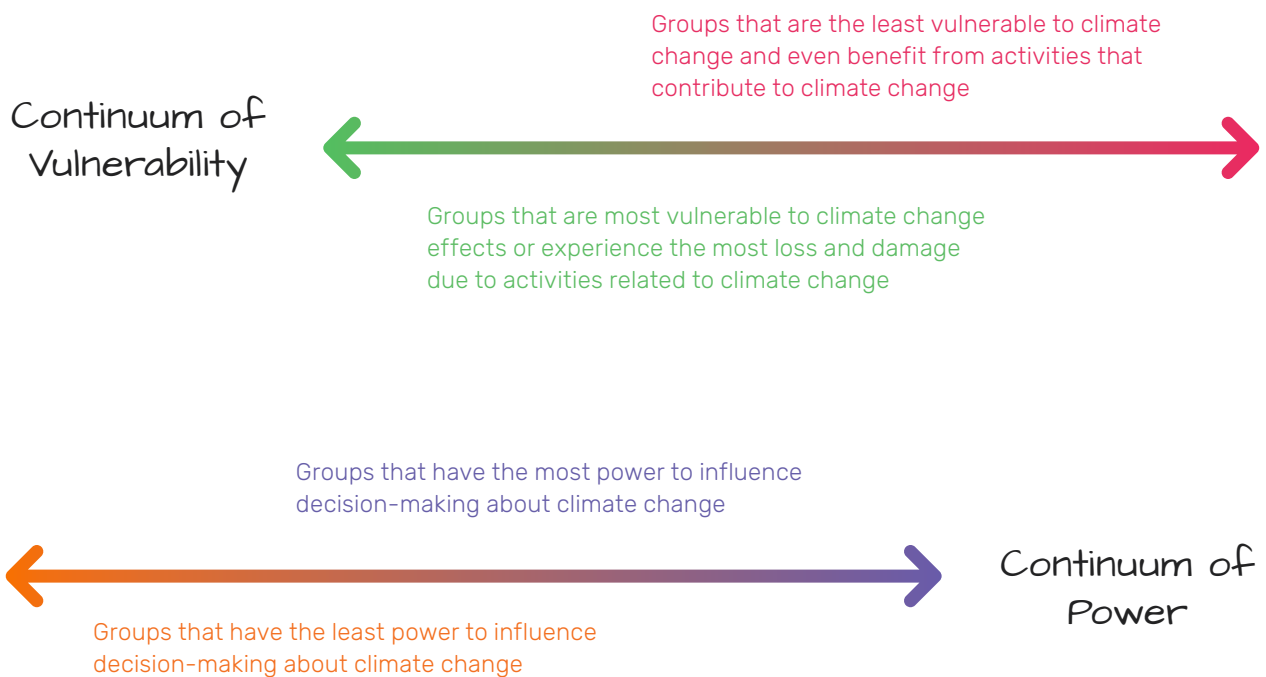 Groups that are the least vulnerable to climate
change and even benefit from activities that
contribute to climate change
Continuum of
Vulnerability
Groups that are most vulnerable to climate change
effects or experience the most loss and damage
due to activities related to climate change
Groups that have the most power to influence
decision-making about climate change
Continuum of
Power
Groups that have the least power to influence
decision-making about climate change